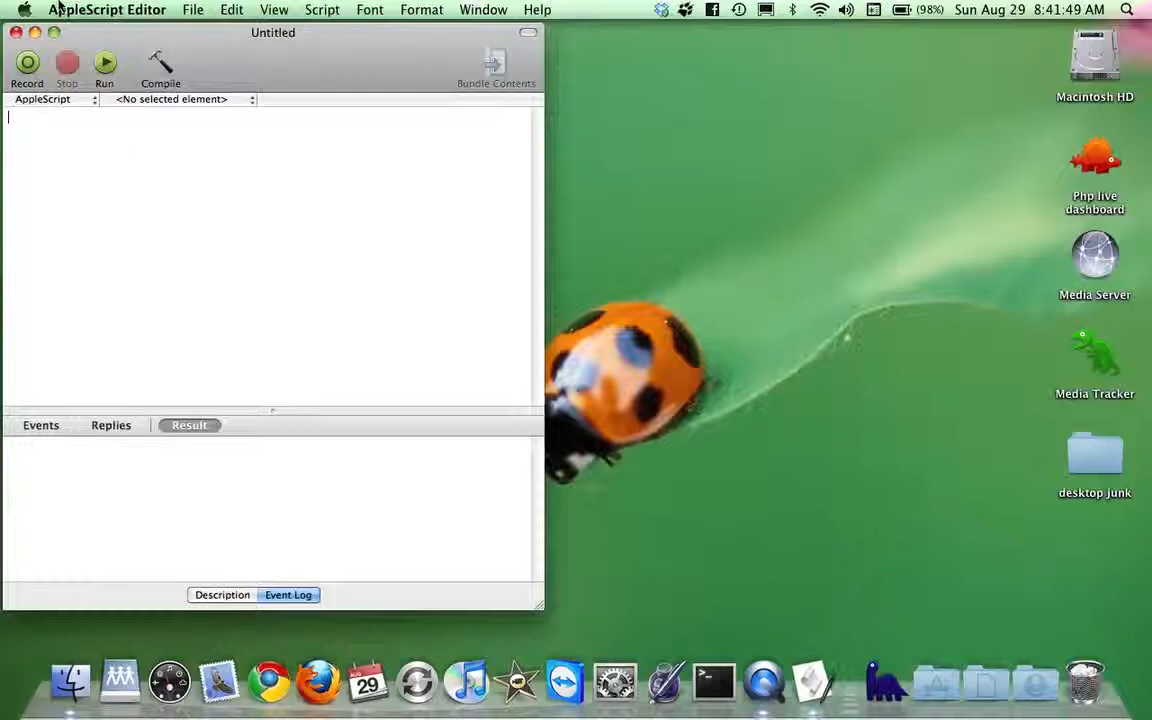 AppleScript Editor File Edit View Script Font Format Window Help (98%) Sun Aug 29 8:41:49 AM
Untitled
Record Stop Run Compile Bundle Contents
AppleScript <No selected element>
Macintosh HD
Php live
dashboard
Media Server
Media Tracker
desktop junk
Events Replies Result
Description Event Log
AUG
29
>_